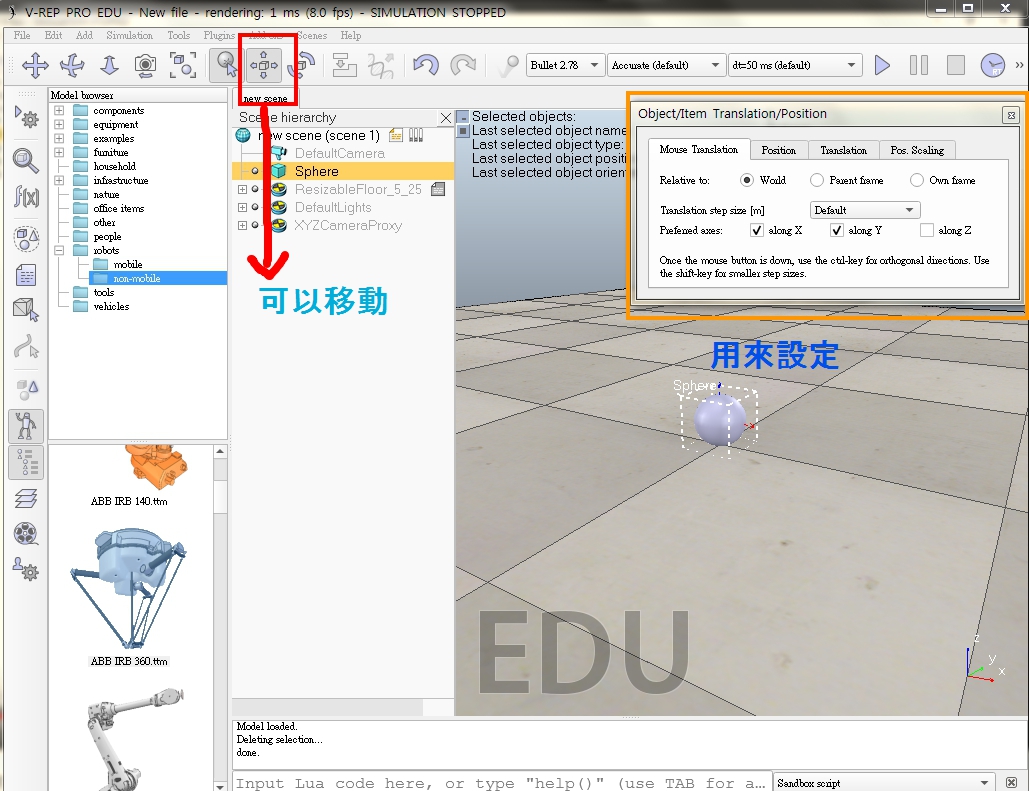 V-REP PRO EDU - New file - rendering: 1 ms (8.0 fps) - SIMULATION STOPPED
File Edit Add Simulation Tools Plugins Scenes Help
Bullet 2.78 Accurate (default) dt=50 ms (default)
new scene
Model browser
components
equipment
examples
furniture
household
infrastructure
nature
office items
other
people
robots
mobile
non-mobile
tools
vehicles
ABB IRB 140.ttm
ABB IRB 360.ttm
Scene hierarchy
new scene (scene 1)
DefaultCamera
Sphere
ResizableFloor_5_25
DefaultLights
XYZCameraProxy
可以移動
Selected objects:
Last selected object name
Last selected object type:
Last selected object positi
Last selected object orien
Object/Item Translation/Position
Mouse Translation Position Translation Pos. Scaling
Relative to: World Parent frame Own frame
Translation step size [m] Default
Preferred axes: along X along Y along Z
Once the mouse button is down, use the ctrl-key for orthogonal directions. Use
the shift-key for smaller step sizes.
用來設定
Sphere
EDU
z
y
x
Model loaded.
Deleting selection...
done.
Input Lua code here, or type "help()" (use TAB for a...
Sandbox script